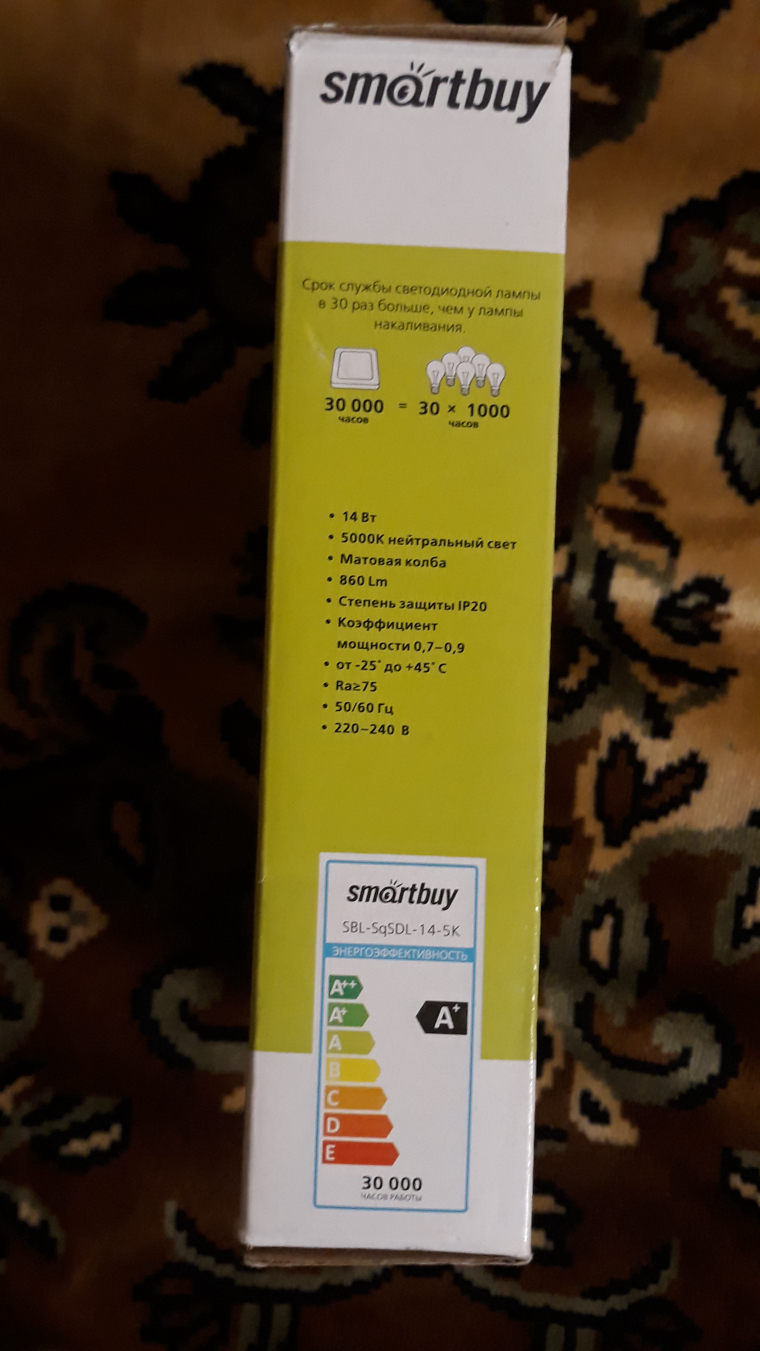 smartbuy
Срок службы светодиодной лампы
в 30 раз больше, чем у лампы
накаливания.
30 000 = 30 × 1000
часов часов
• 14 Вт
• 5000К нейтральный свет
• Матовая колба
• 860 Lm
• Степень защиты IP20
• Коэффициент
мощности 0,7–0,9
• от -25° до +45° С
• Ra≥75
• 50/60 Гц
• 220–240 В
smartbuy
SBL-SqSDL-14-5K
ЭНЕРГОЭФФЕКТИВНОСТЬ
A++
A+ A+
A
B
C
D
E
30 000
ЧАСОВ РАБОТЫ